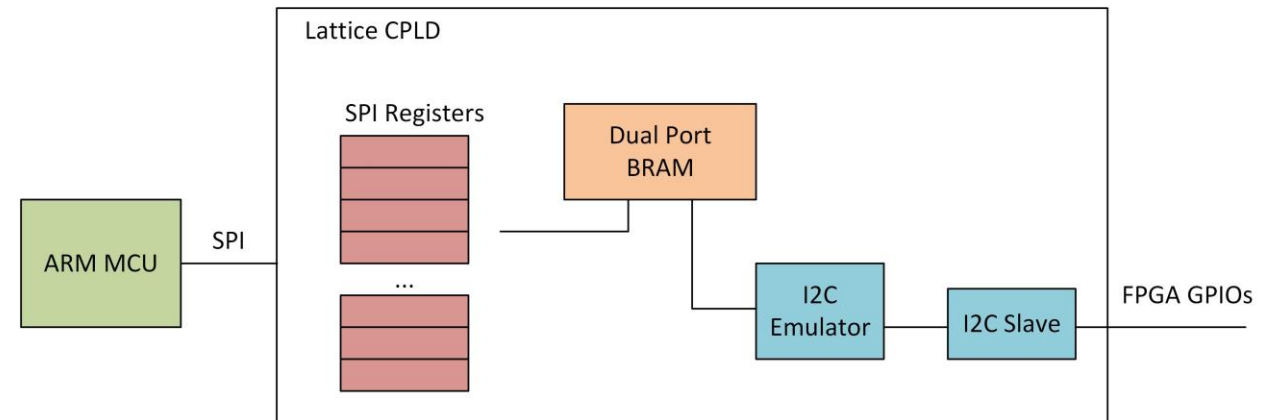 Lattice CPLD
SPI Registers
Dual Port
BRAM
ARM MCU
SPI
...
I2C
Emulator
I2C Slave
FPGA GPIOs